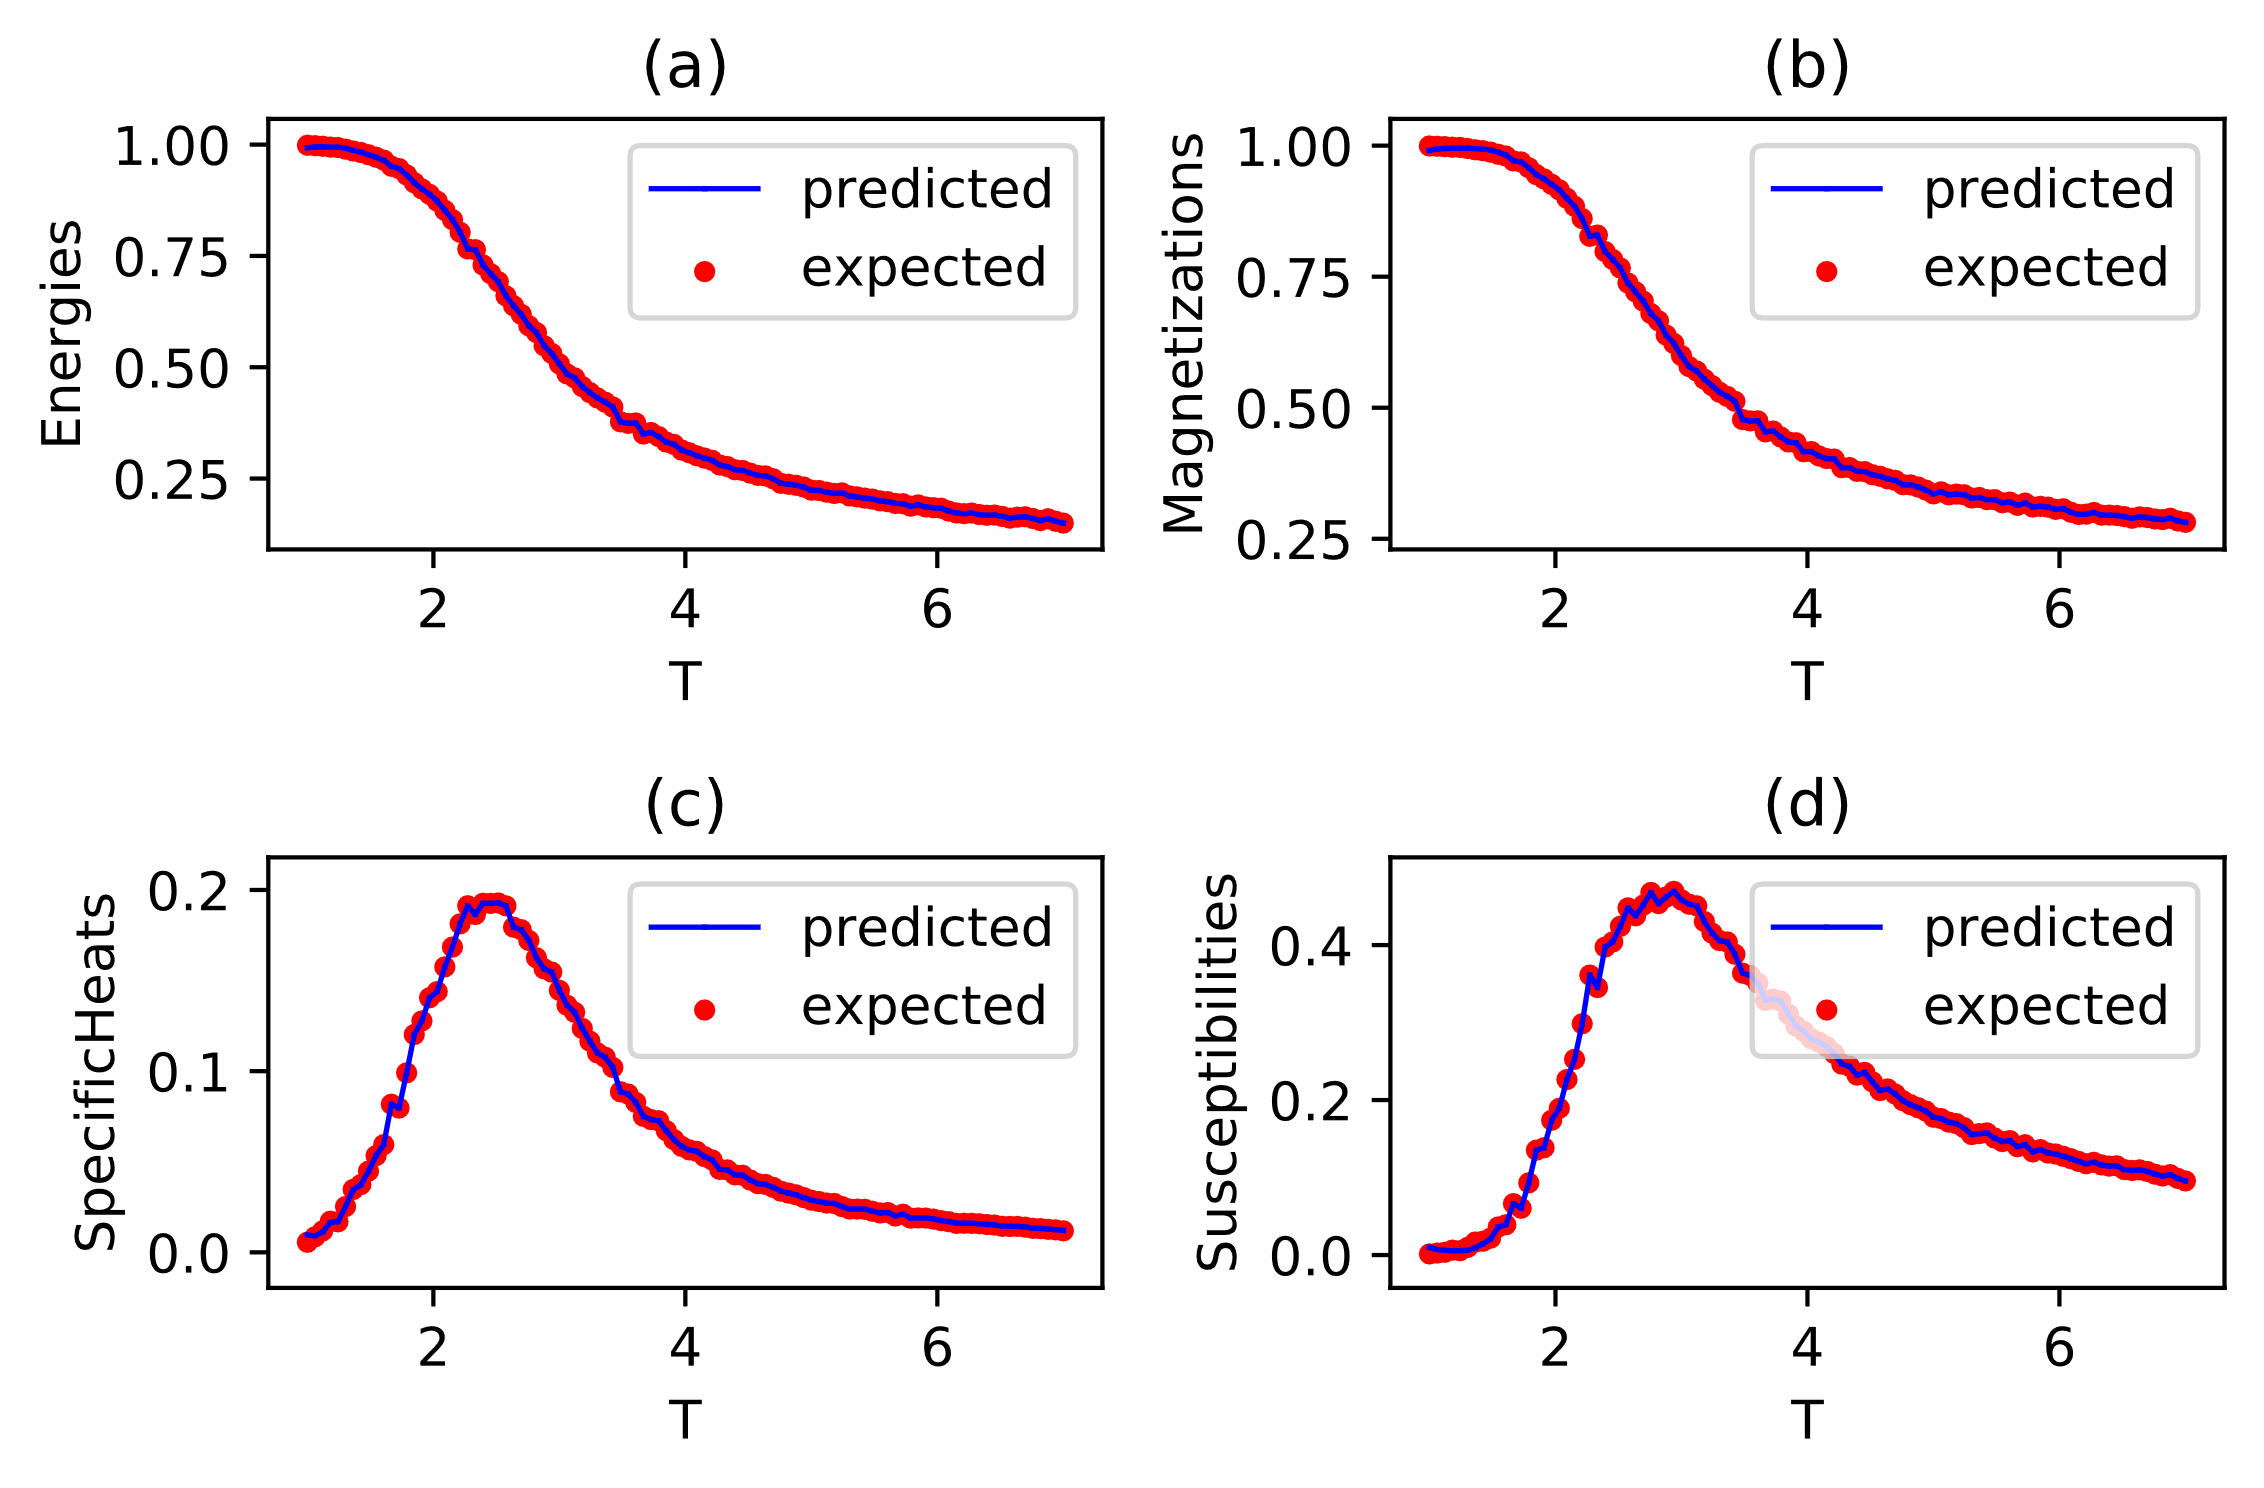 (a)
Energies
1.00
0.75
0.50
0.25
predicted
expected
2 4 6
T
(b)
Magnetizations
1.00
0.75
0.50
0.25
predicted
expected
2 4 6
T
(c)
SpecificHeats
0.2
0.1
0.0
predicted
expected
2 4 6
T
(d)
Susceptibilities
0.4
0.2
0.0
predicted
expected
2 4 6
T